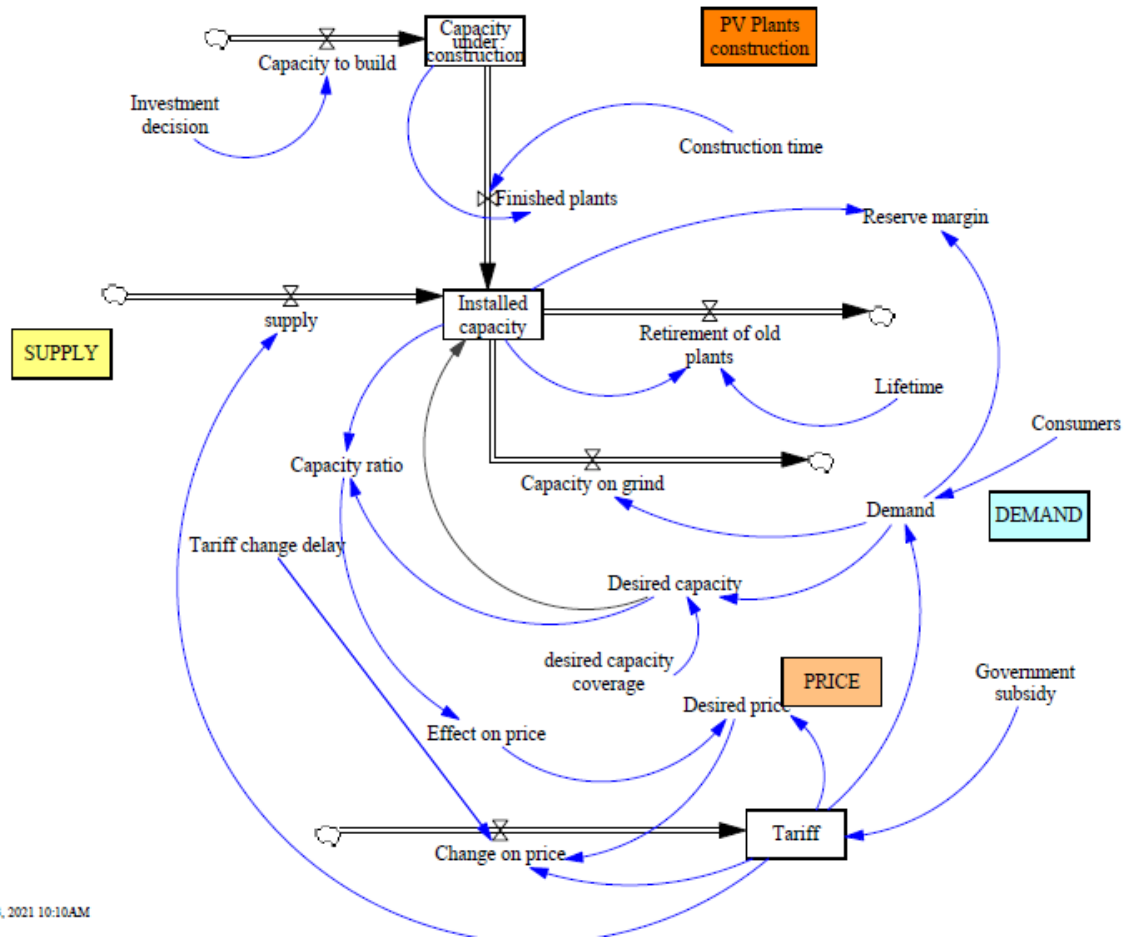 Capacity
under
construction
PV Plants
construction
Capacity to build
Investment
decision
Construction time
Finished plants
Reserve margin
supply
Installed
capacity
Retirement of old
plants
SUPPLY
Lifetime
Consumers
Capacity ratio
Capacity on grind
Demand
DEMAND
Tariff change delay
Desired capacity
desired capacity
coverage
PRICE
Government
subsidy
Desired price
Effect on price
Tariff
Change on price
, 2021 10:10AM